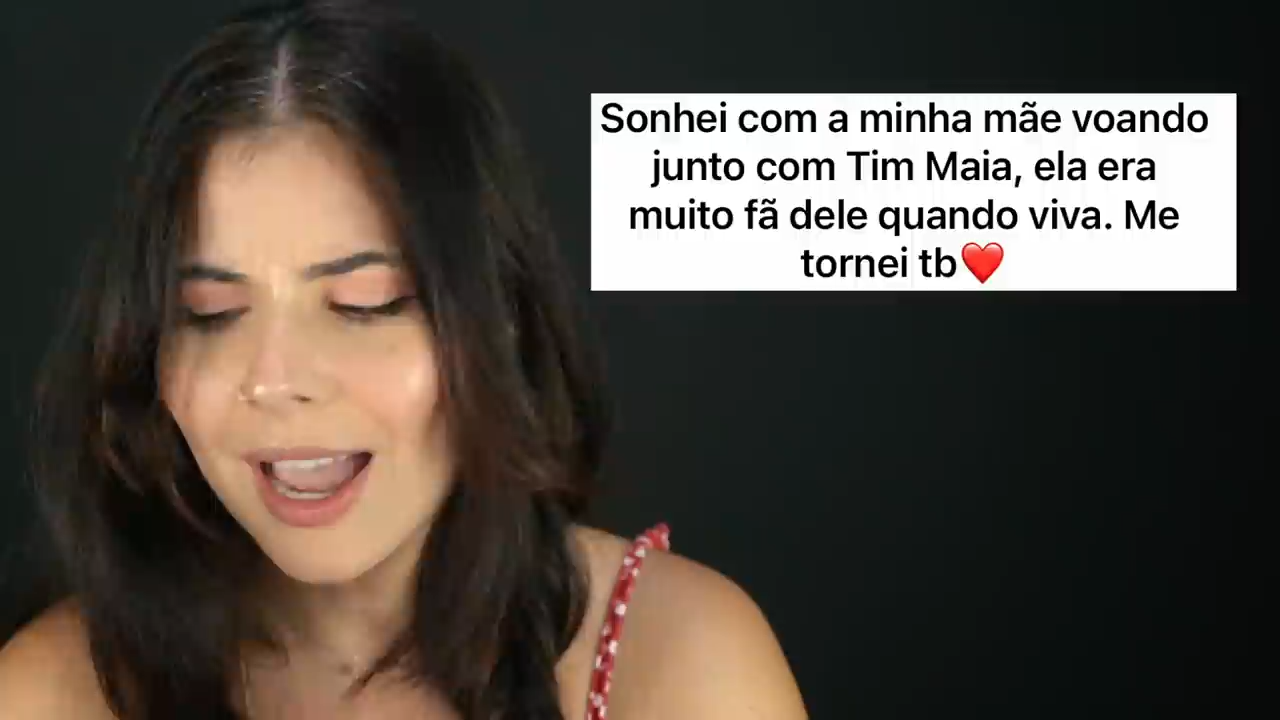 Sonhei com a minha mãe voando
junto com Tim Maia, ela era
muito fã dele quando viva. Me
tornei tb❤️